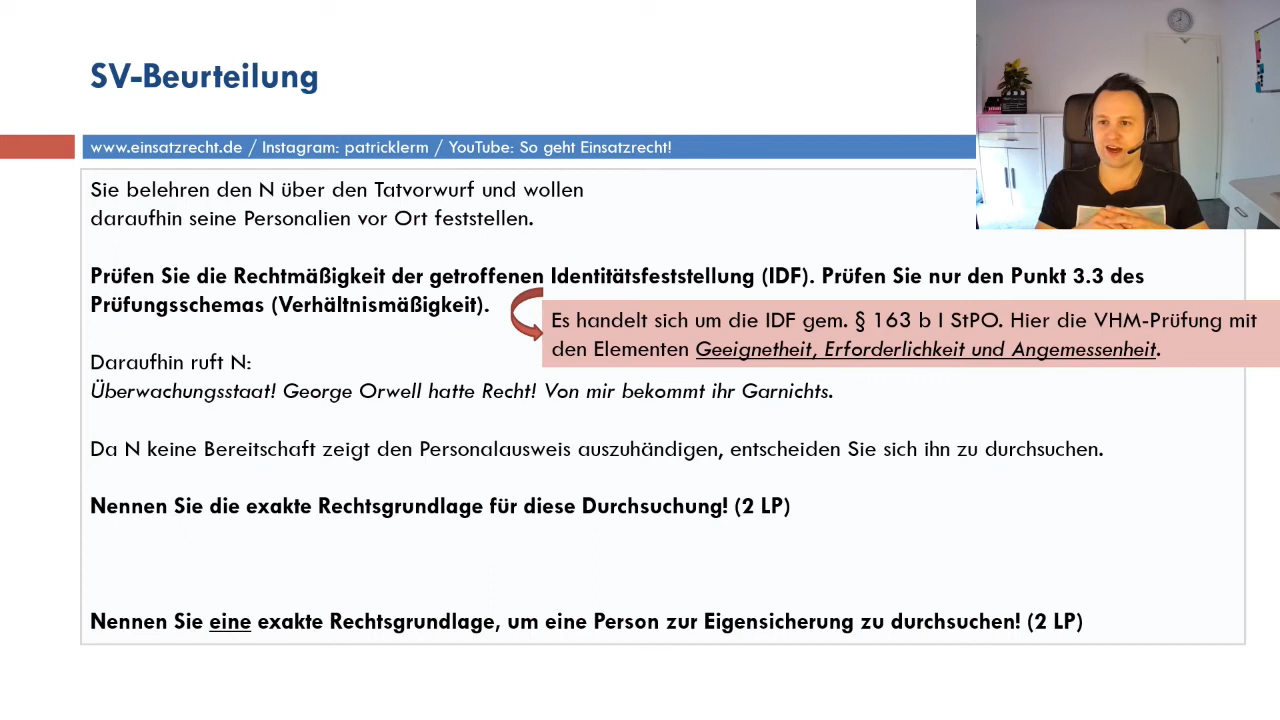 SV-Beurteilung
www.einsatzrecht.de / Instagram: patricklerm / YouTube: So geht Einsatzrecht!
Sie belehren den N über den Tatvorwurf und wollen
daraufhin seine Personalien vor Ort feststellen.
Prüfen Sie die Rechtmäßigkeit der getroffenen Identitätsfeststellung (IDF). Prüfen Sie nur den Punkt 3.3 des
Prüfungsschemas (Verhältnismäßigkeit).
Es handelt sich um die IDF gem. § 163 b I StPO. Hier die VHM-Prüfung mit
den Elementen Geeignetheit, Erforderlichkeit und Angemessenheit.
Daraufhin ruft N:
Überwachungsstaat! George Orwell hatte Recht! Von mir bekommt ihr Garnichts.
Da N keine Bereitschaft zeigt den Personalausweis auszuhändigen, entscheiden Sie sich ihn zu durchsuchen.
Nennen Sie die exakte Rechtsgrundlage für diese Durchsuchung! (2 LP)
Nennen Sie eine exakte Rechtsgrundlage, um eine Person zur Eigensicherung zu durchsuchen! (2 LP)